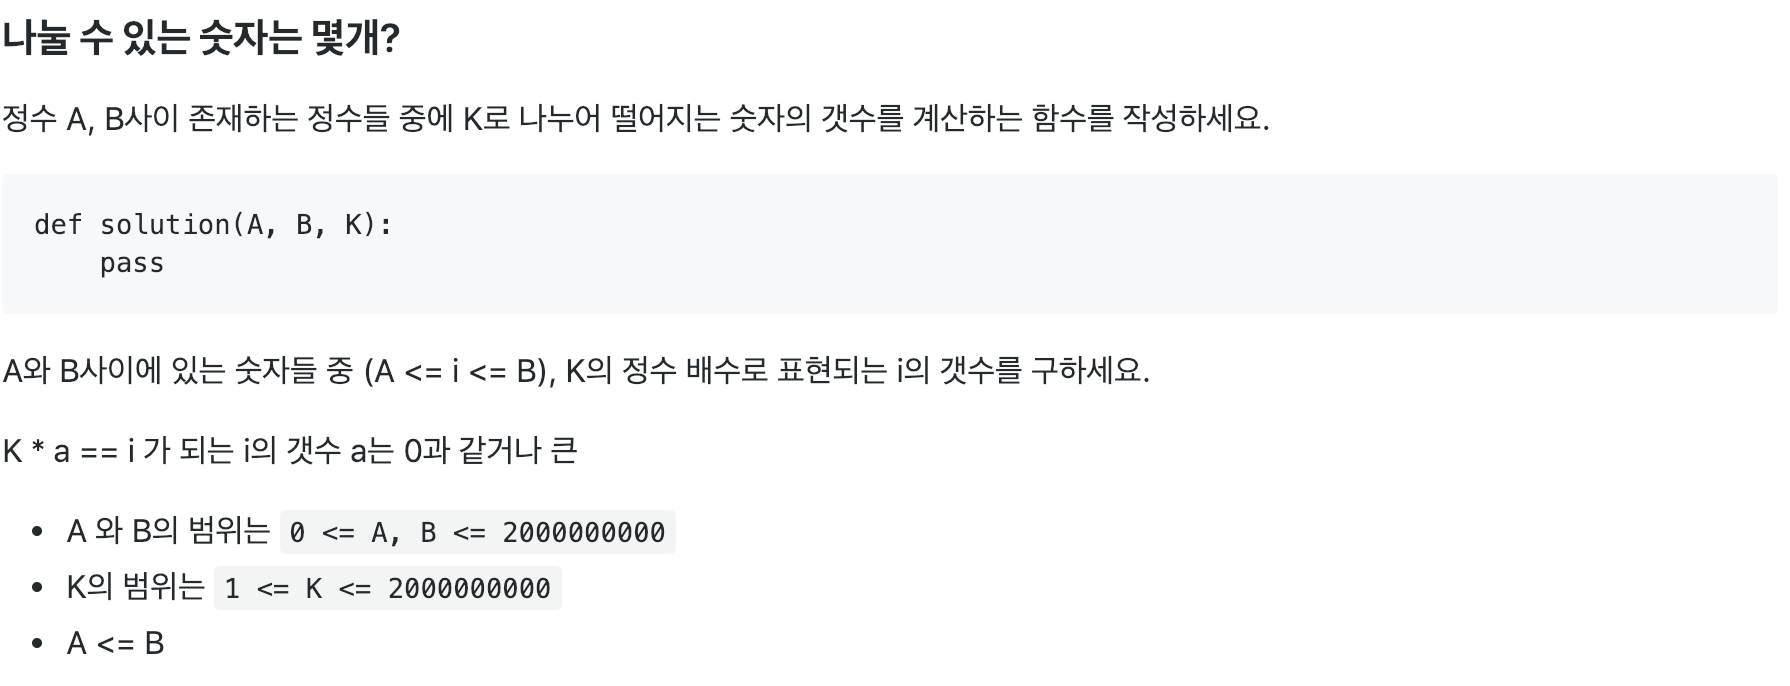 나눌 수 있는 숫자는 몇개?
정수 A, B사이 존재하는 정수들 중에 K로 나누어 떨어지는 숫자의 갯수를 계산하는 함수를 작성하세요.
def solution(A, B, K):
    pass
A와 B사이에 있는 숫자들 중 (A <= i <= B), K의 정수 배수로 표현되는 i의 갯수를 구하세요.
K * a == i 가 되는 i의 갯수 a는 0과 같거나 큰
• A 와 B의 범위는 0 <= A, B <= 2000000000
• K의 범위는 1 <= K <= 2000000000
• A <= B